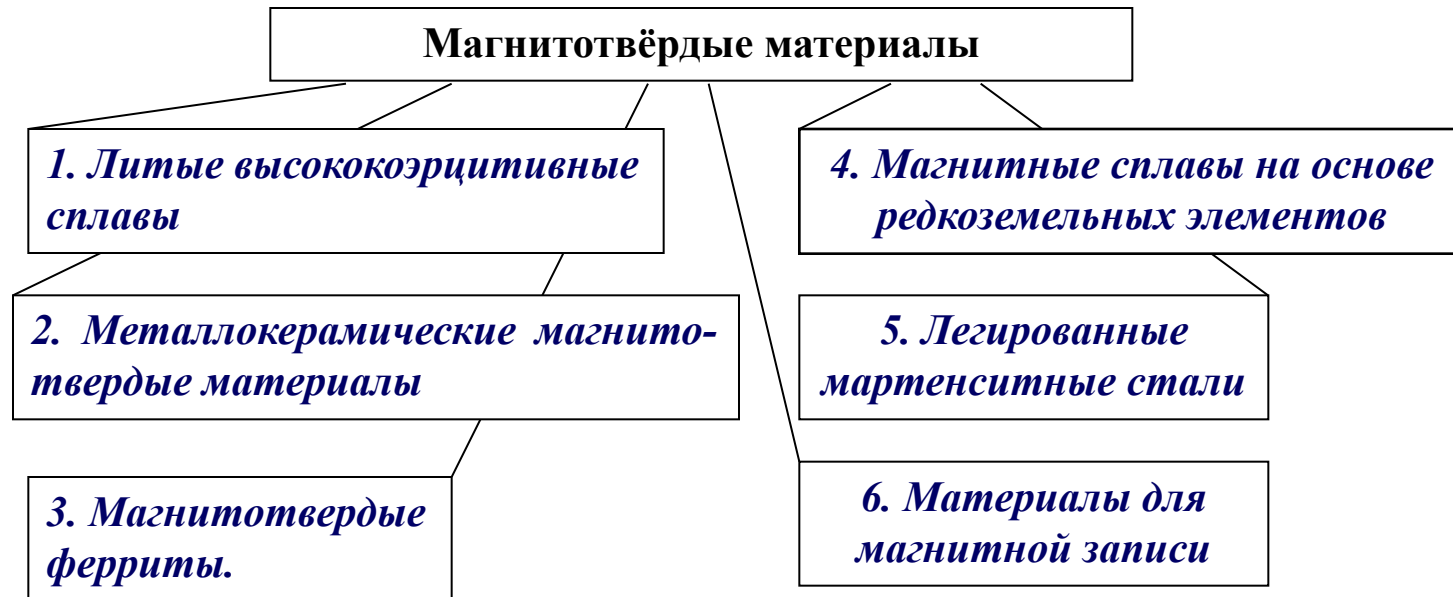 Магнитотвёрдые материалы
1. Литые высококоэрцитивные
сплавы
2. Металлокерамические магнито-
твердые материалы
3. Магнитотвердые
ферриты.
4. Магнитные сплавы на основе
редкоземельных элементов
5. Легированные
мартенситные стали
6. Материалы для
магнитной записи